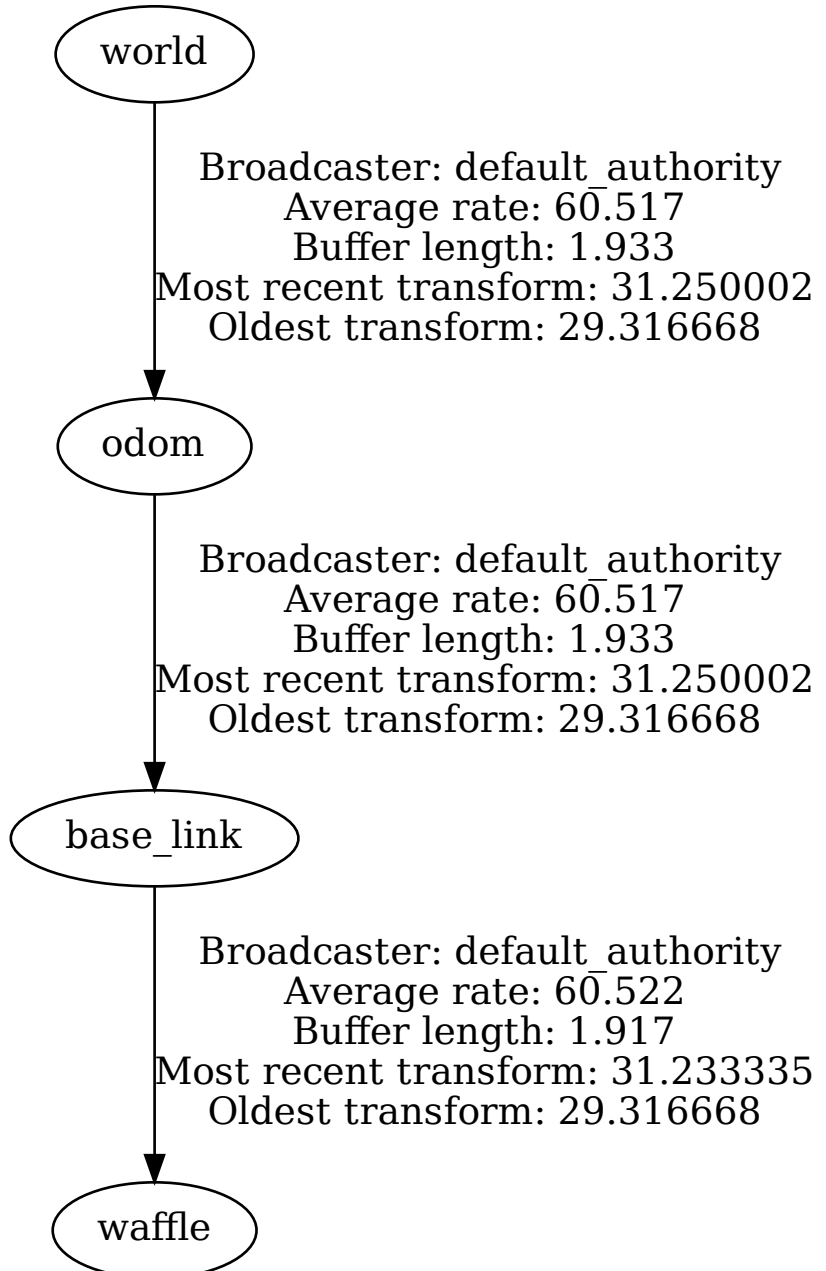 world
Broadcaster: default_authority
Average rate: 60.517
Buffer length: 1.933
Most recent transform: 31.250002
Oldest transform: 29.316668
odom
Broadcaster: default_authority
Average rate: 60.517
Buffer length: 1.933
Most recent transform: 31.250002
Oldest transform: 29.316668
base_link
Broadcaster: default_authority
Average rate: 60.522
Buffer length: 1.917
Most recent transform: 31.233335
Oldest transform: 29.316668
waffle